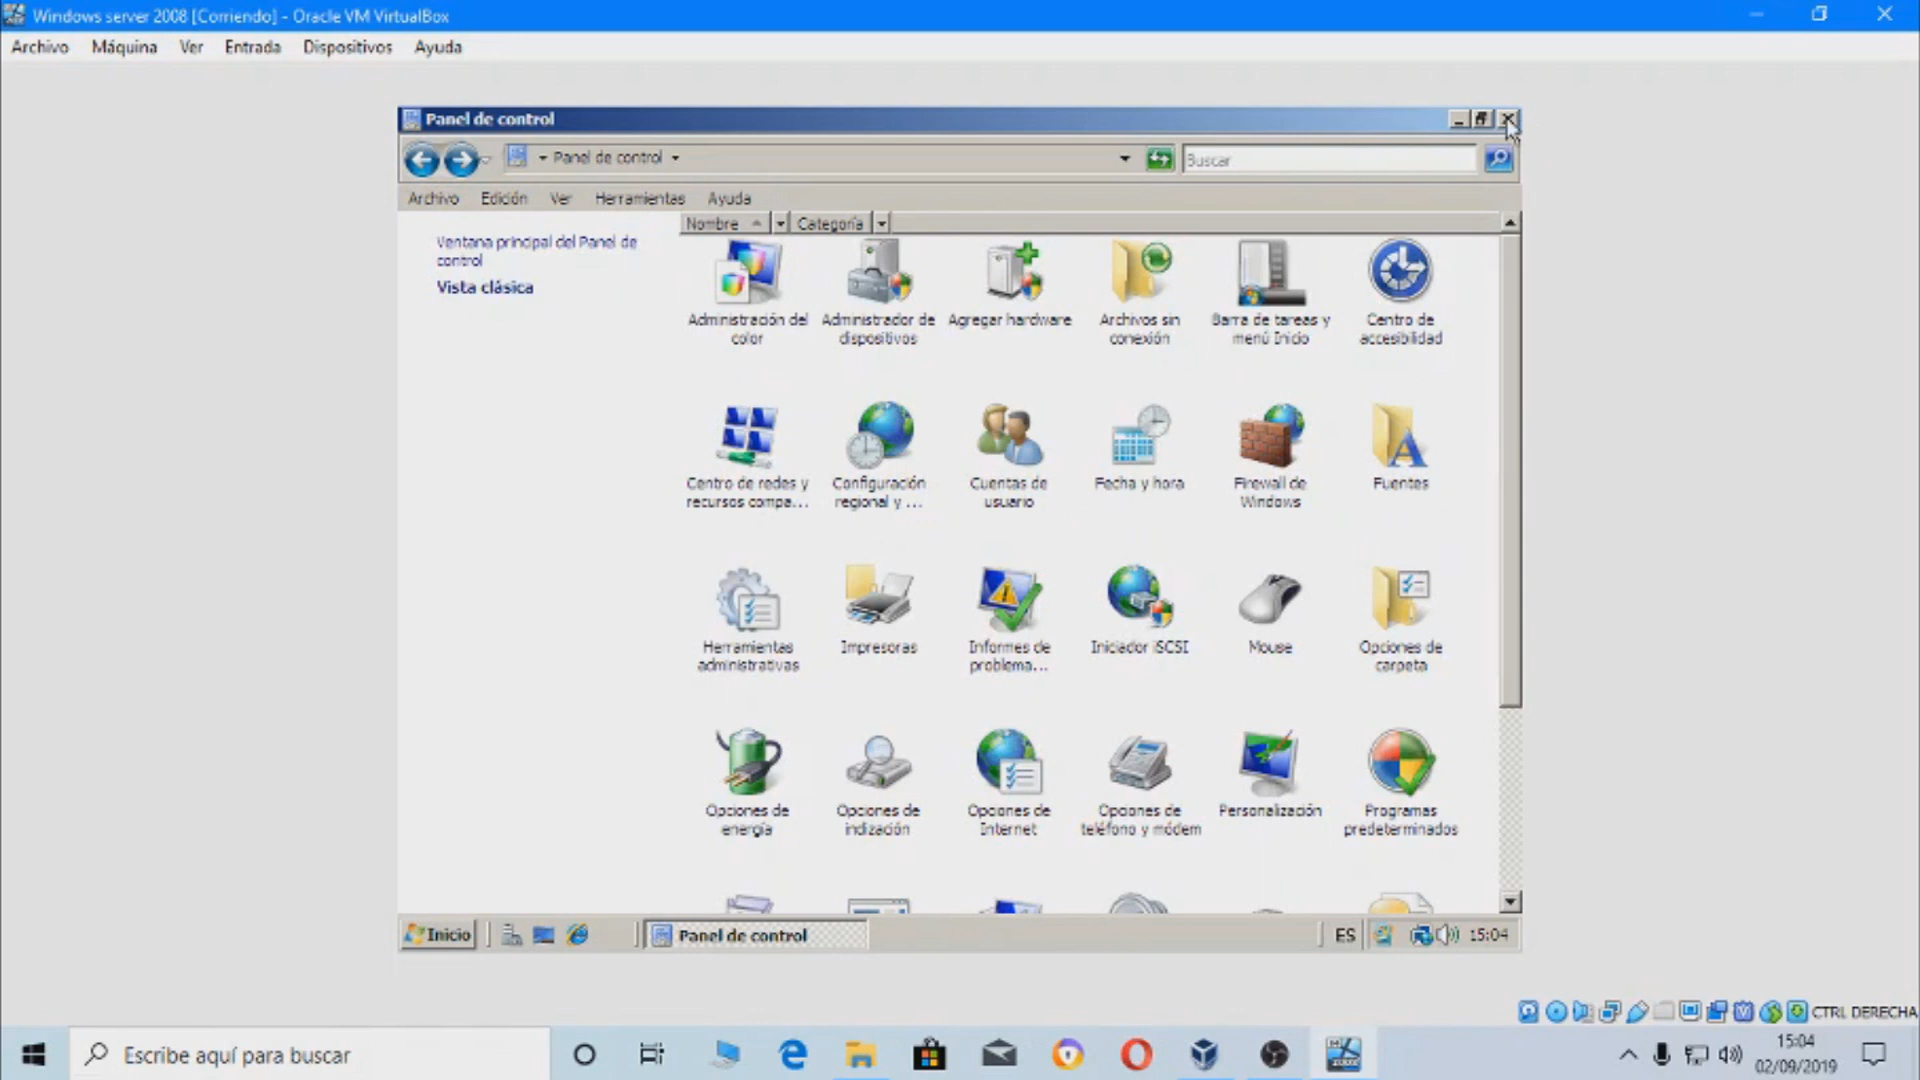 Windows server 2008 [Corriendo] - Oracle VM VirtualBox
Archivo Máquina Ver Entrada Dispositivos Ayuda
Panel de control
Panel de control
Buscar
Archivo Edición Ver Herramientas Ayuda
Nombre Categoría
Ventana principal del Panel de
control
Vista clásica
Administración del
color
Administrador de
dispositivos
Agregar hardware
Archivos sin
conexión
Barra de tareas y
menú Inicio
Centro de
accesibilidad
Centro de redes y
recursos compa...
Configuración
regional y ...
Cuentas de
usuario
Fecha y hora
Firewall de
Windows
Fuentes
Herramientas
administrativas
Impresoras
Informes de
problema...
Iniciador iSCSI
Mouse
Opciones de
carpeta
Opciones de
energía
Opciones de
indización
Opciones de
Internet
Opciones de
teléfono y módem
Personalización
Programas
predeterminados
Inicio
Panel de control
ES
15:04
CTRL DERECHA
Escribe aquí para buscar
15:04
02/09/2019